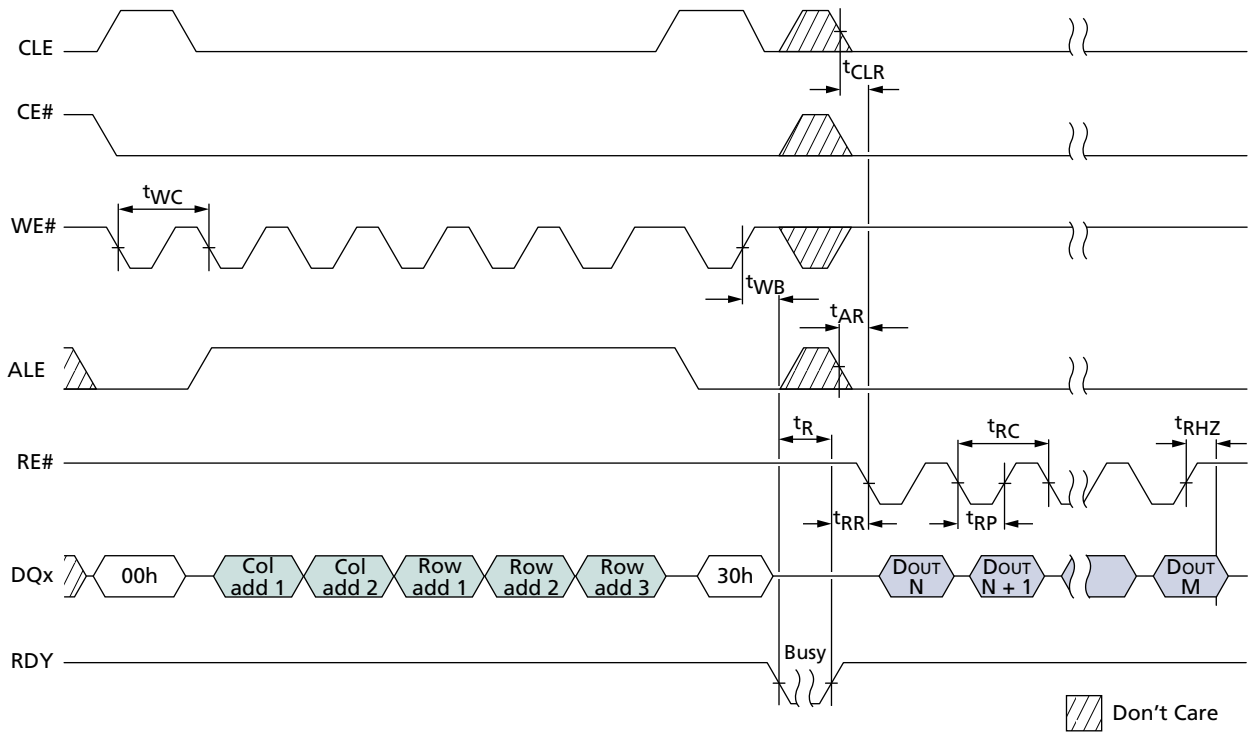 CLE
tCLR
CE#
tWC
WE#
tWB
tAR
ALE
tR
tRC
tRHZ
RE#
tRR
tRP
DQx
00h
Col add 1
Col add 2
Row add 1
Row add 2
Row add 3
30h
DOUT N
DOUT N + 1
DOUT M
RDY
Busy
Don't Care